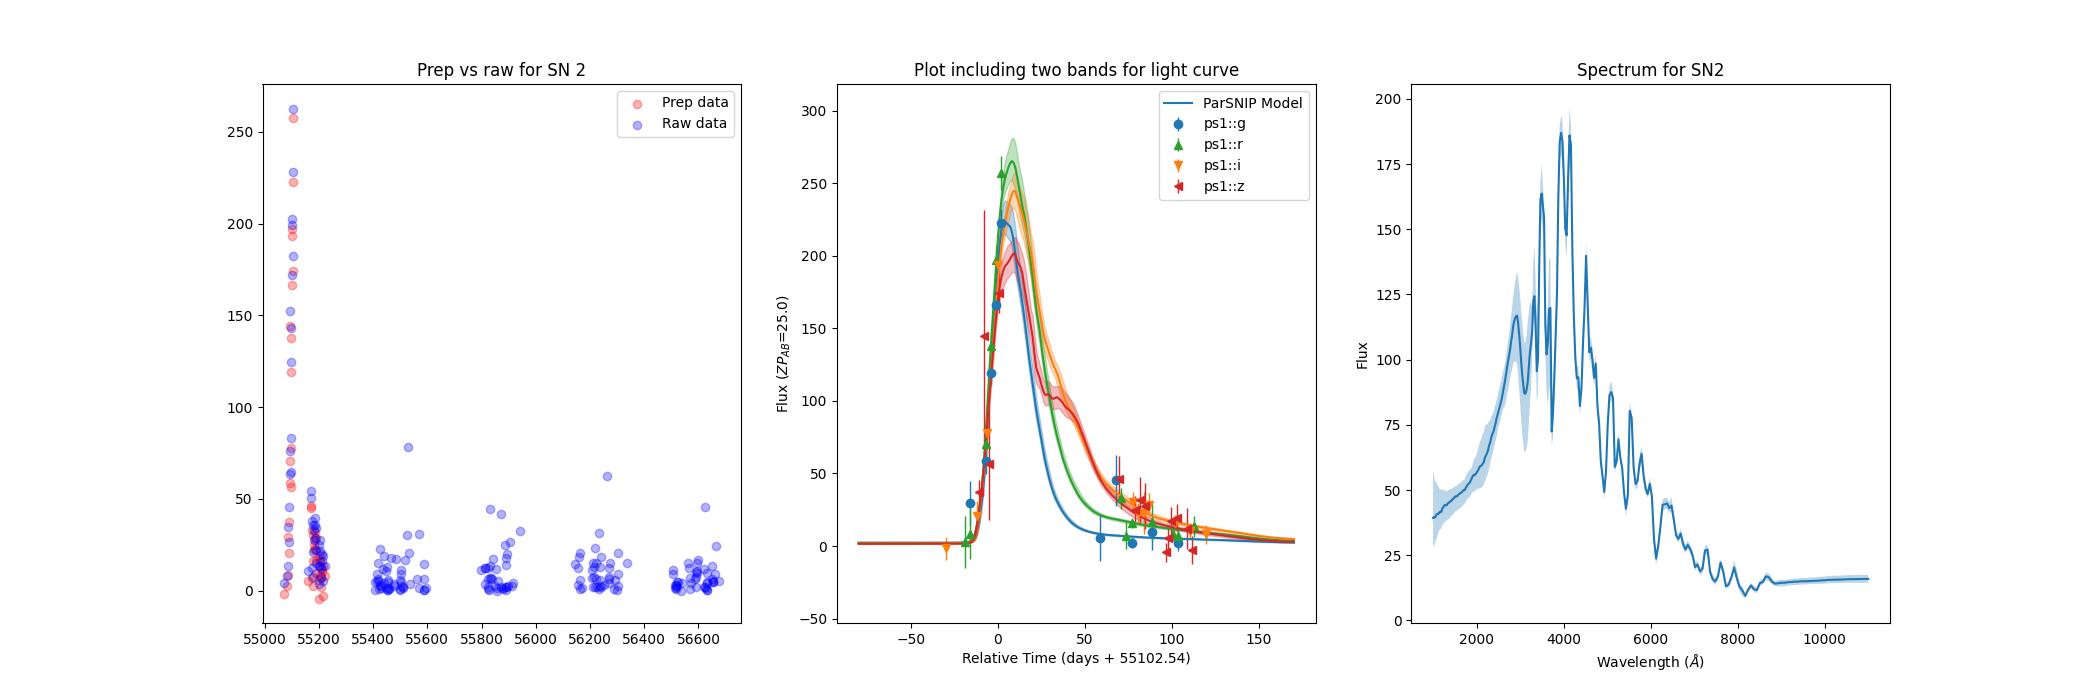 Prep vs raw for SN 2
Prep data
Raw data
250
200
150
100
50
0
55000 55200 55400 55600 55800 56000 56200 56400 56600
Plot including two bands for light curve
ParSNIP Model
ps1::g
ps1::r
ps1::i
ps1::z
300
250
200
150
100
50
0
−50
Flux (ZP_AB=25.0)
−50 0 50 100 150
Relative Time (days + 55102.54)
Spectrum for SN2
200
175
150
125
100
75
50
25
0
Flux
2000 4000 6000 8000 10000
Wavelength (Å)